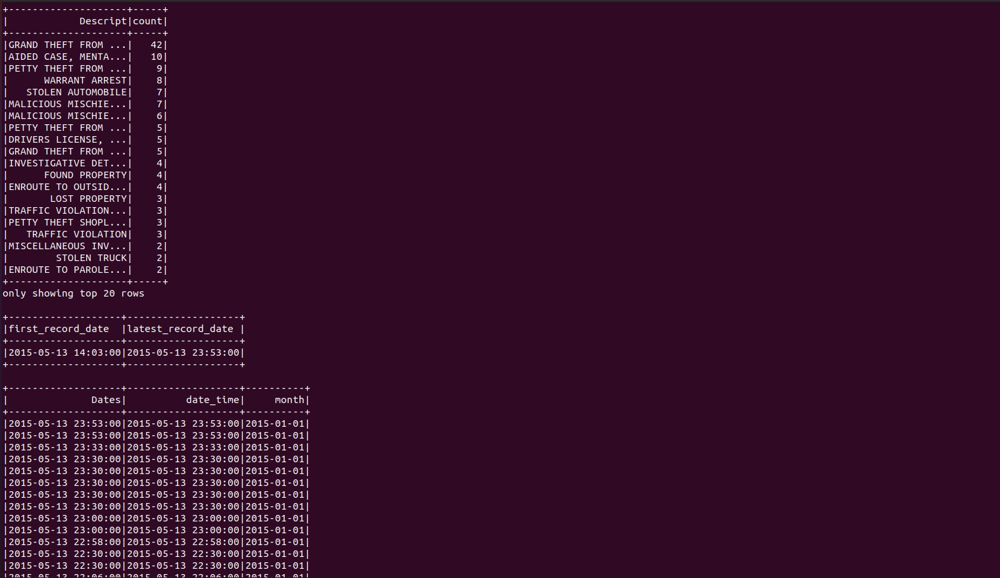 +--------------------+-----+
|            Descript|count|
+--------------------+-----+
|GRAND THEFT FROM ...|   42|
|AIDED CASE, MENTA...|   10|
|PETTY THEFT FROM ...|    9|
|      WARRANT ARREST|    8|
|   STOLEN AUTOMOBILE|    7|
|MALICIOUS MISCHIE...|    7|
|MALICIOUS MISCHIE...|    6|
|PETTY THEFT FROM ...|    5|
|DRIVERS LICENSE, ...|    5|
|GRAND THEFT FROM ...|    5|
|INVESTIGATIVE DET...|    4|
|      FOUND PROPERTY|    4|
|ENROUTE TO OUTSID...|    4|
|       LOST PROPERTY|    3|
|TRAFFIC VIOLATION...|    3|
|PETTY THEFT SHOPL...|    3|
|   TRAFFIC VIOLATION|    3|
|MISCELLANEOUS INV...|    2|
|        STOLEN TRUCK|    2|
|ENROUTE TO PAROLE...|    2|
+--------------------+-----+
only showing top 20 rows

+-------------------+-------------------+
|first_record_date  |latest_record_date |
+-------------------+-------------------+
|2015-05-13 14:03:00|2015-05-13 23:53:00|
+-------------------+-------------------+

+-------------------+-------------------+----------+
|              Dates|          date_time|     month|
+-------------------+-------------------+----------+
|2015-05-13 23:53:00|2015-05-13 23:53:00|2015-01-01|
|2015-05-13 23:53:00|2015-05-13 23:53:00|2015-01-01|
|2015-05-13 23:33:00|2015-05-13 23:33:00|2015-01-01|
|2015-05-13 23:30:00|2015-05-13 23:30:00|2015-01-01|
|2015-05-13 23:30:00|2015-05-13 23:30:00|2015-01-01|
|2015-05-13 23:30:00|2015-05-13 23:30:00|2015-01-01|
|2015-05-13 23:30:00|2015-05-13 23:30:00|2015-01-01|
|2015-05-13 23:30:00|2015-05-13 23:30:00|2015-01-01|
|2015-05-13 23:00:00|2015-05-13 23:00:00|2015-01-01|
|2015-05-13 23:00:00|2015-05-13 23:00:00|2015-01-01|
|2015-05-13 22:58:00|2015-05-13 22:58:00|2015-01-01|
|2015-05-13 22:30:00|2015-05-13 22:30:00|2015-01-01|
|2015-05-13 22:30:00|2015-05-13 22:30:00|2015-01-01|
|2015-05-13 22:06:00|2015-05-13 22:06:00|2015-01-01|